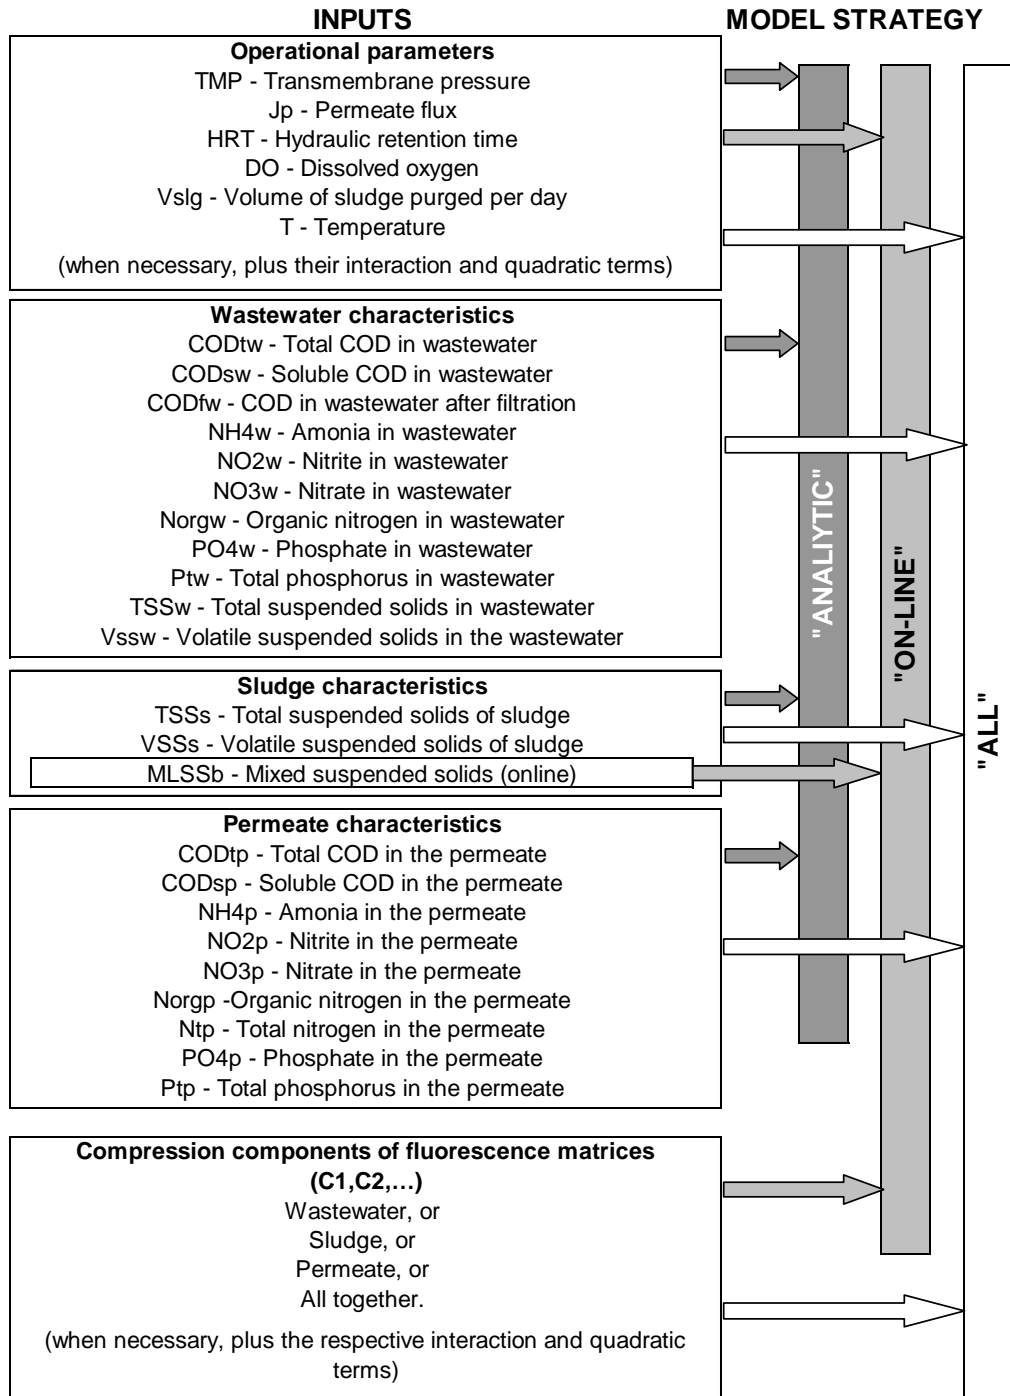 INPUTS
MODEL STRATEGY
Operational parameters
TMP - Transmembrane pressure
Jp - Permeate flux
HRT - Hydraulic retention time
DO - Dissolved oxygen
Vslg - Volume of sludge purged per day
T - Temperature
(when necessary, plus their interaction and quadratic terms)
Wastewater characteristics
CODtw - Total COD in wastewater
CODsw - Soluble COD in wastewater
CODfw - COD in wastewater after filtration
NH4w - Amonia in wastewater
NO2w - Nitrite in wastewater
NO3w - Nitrate in wastewater
Norgw - Organic nitrogen in wastewater
PO4w - Phosphate in wastewater
Ptw - Total phosphorus in wastewater
TSSw - Total suspended solids in wastewater
Vssw - Volatile suspended solids in the wastewater
Sludge characteristics
TSSs - Total suspended solids of sludge
VSSs - Volatile suspended solids of sludge
MLSSb - Mixed suspended solids (online)
Permeate characteristics
CODtp - Total COD in the permeate
CODsp - Soluble COD in the permeate
NH4p - Amonia in the permeate
NO2p - Nitrite in the permeate
NO3p - Nitrate in the permeate
Norgp -Organic nitrogen in the permeate
Ntp - Total nitrogen in the permeate
PO4p - Phosphate in the permeate
Ptp - Total phosphorus in the permeate
Compression components of fluorescence matrices
(C1,C2,...)
Wastewater, or
Sludge, or
Permeate, or
All together.
(when necessary, plus the respective interaction and quadratic
terms)
"ANALIYTIC"
"ON-LINE"
"ALL"